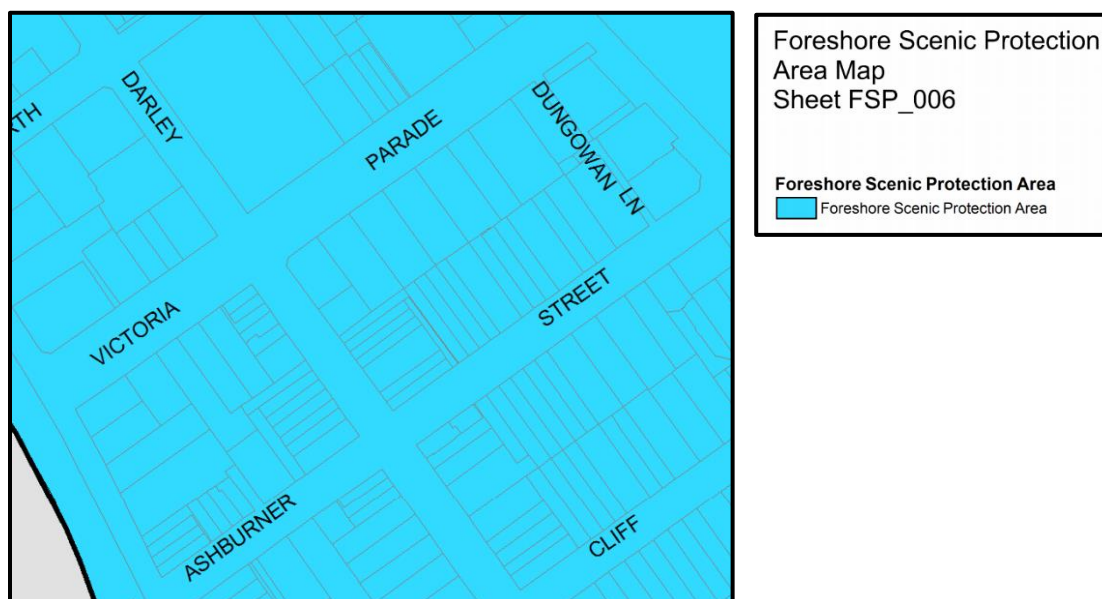 DARLEY
PARADE
DUNGOWAN LN
VICTORIA
STREET
ASHBURNER
CLIFF
Foreshore Scenic Protection
Area Map
Sheet FSP_006
Foreshore Scenic Protection Area
Foreshore Scenic Protection Area